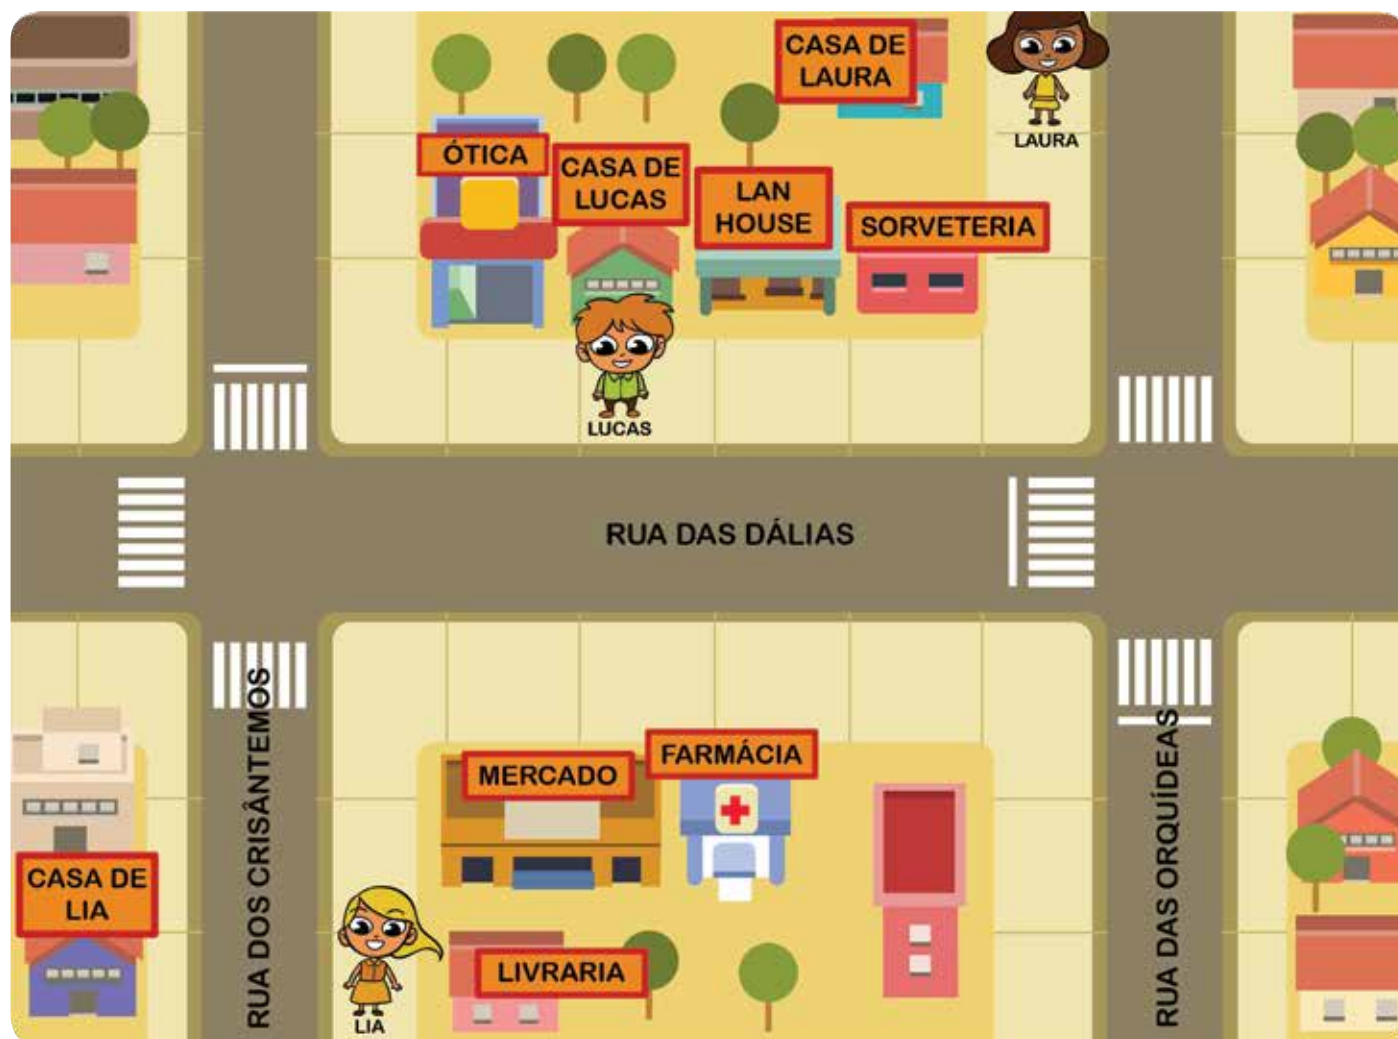 CASA DE
LAURA
LAURA
ÓTICA
CASA DE
LUCAS
LAN
HOUSE
SORVETERIA
LUCAS
RUA DAS DÁLIAS
RUA DOS CRISÂNTEMOS
RUA DAS ORQUÍDEAS
MERCADO
FARMÁCIA
CASA DE
LIA
LIVRARIA
LIA